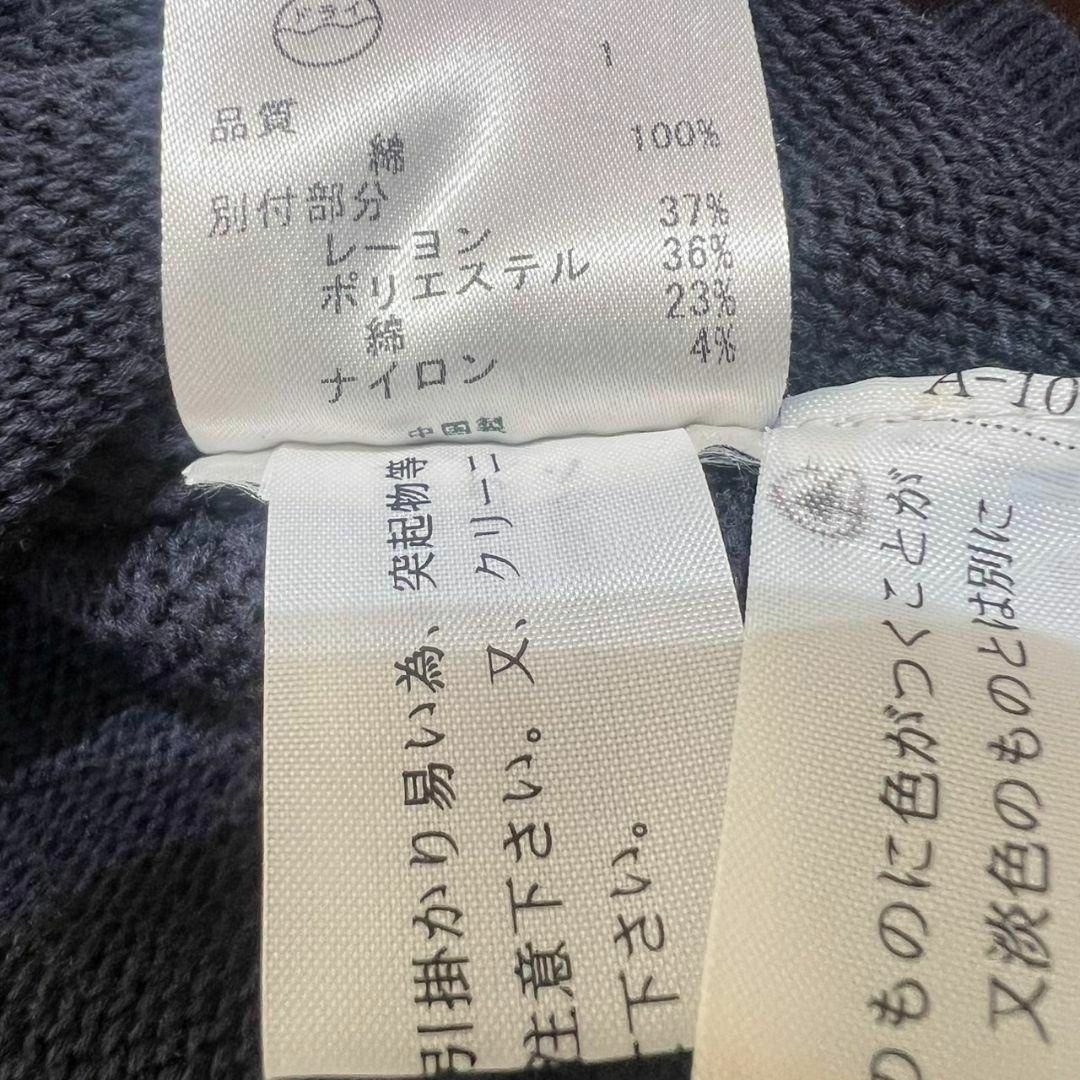 ドライ
1
品質
綿 100%
別付部分
レーヨン 37%
ポリエステル 36%
綿 23%
ナイロン 4%
中国製
引掛かり易い為、突起物等
注意下さい。又、クリーニ
下さい。
A-10
のものに色がつくことが
又淡色のものとは別に